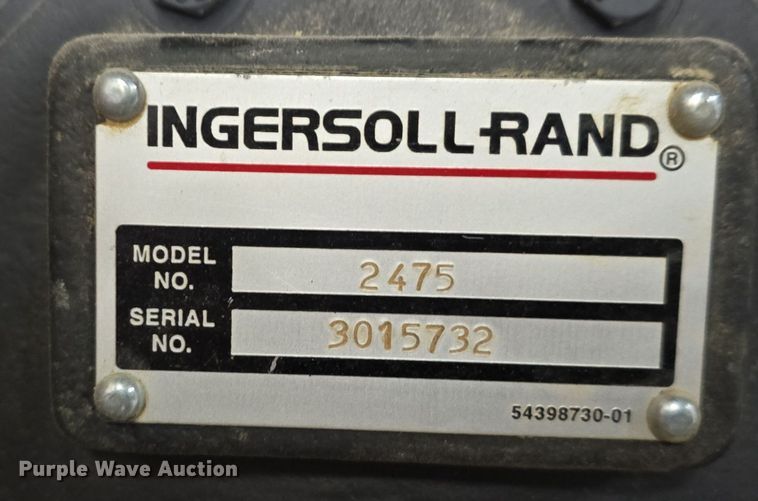 INGERSOLL-RAND®
MODEL NO. 2475
SERIAL NO. 3015732
54398730-01
Purple Wave Auction